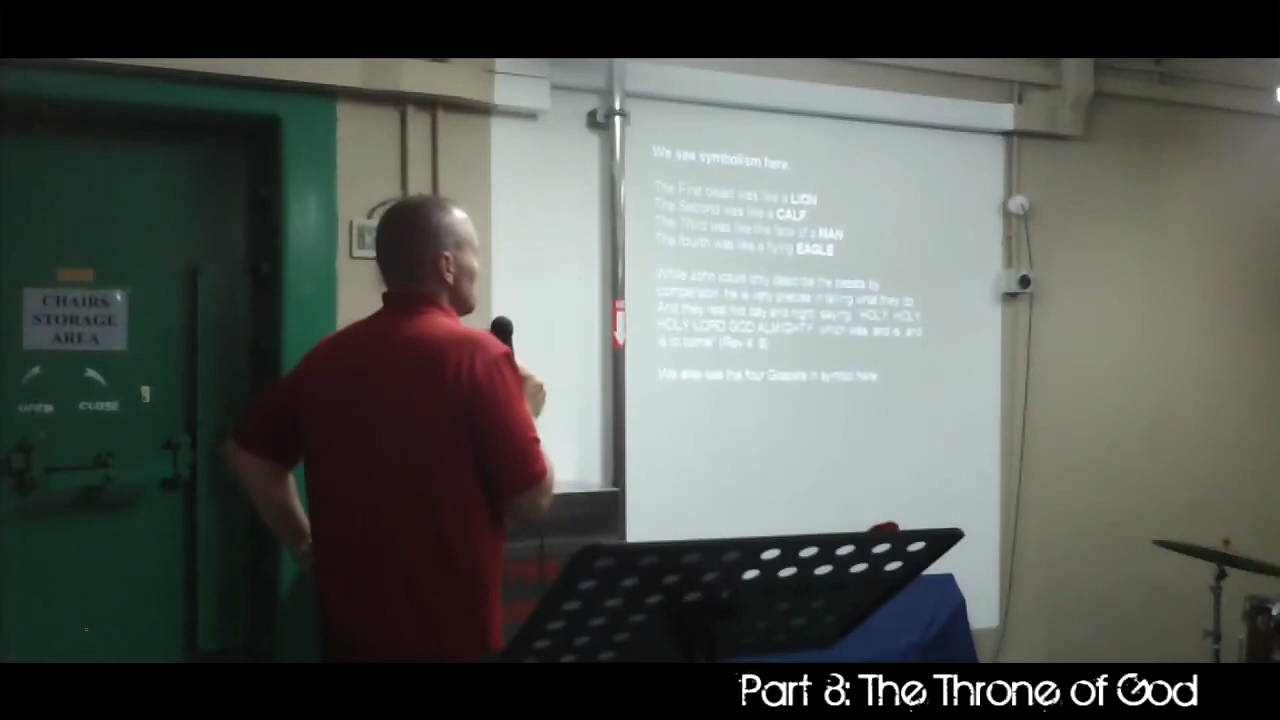 CHAIRS
STORAGE
AREA
OPEN CLOSE
We see symbolism here.
The First beast was like a LION
The Second was like a CALF
The Third was like the face of a MAN
The fourth was like a flying EAGLE
While John could only describe the beasts by
comparison, he is very precise in telling what they do.
And they rest not day and night, saying, 'HOLY, HOLY,
HOLY LORD GOD ALMIGHTY, which was, and is, and
is to come' (Rev 4: 8)
We also see the four Gospels in symbol here
Part 8: The Throne of God